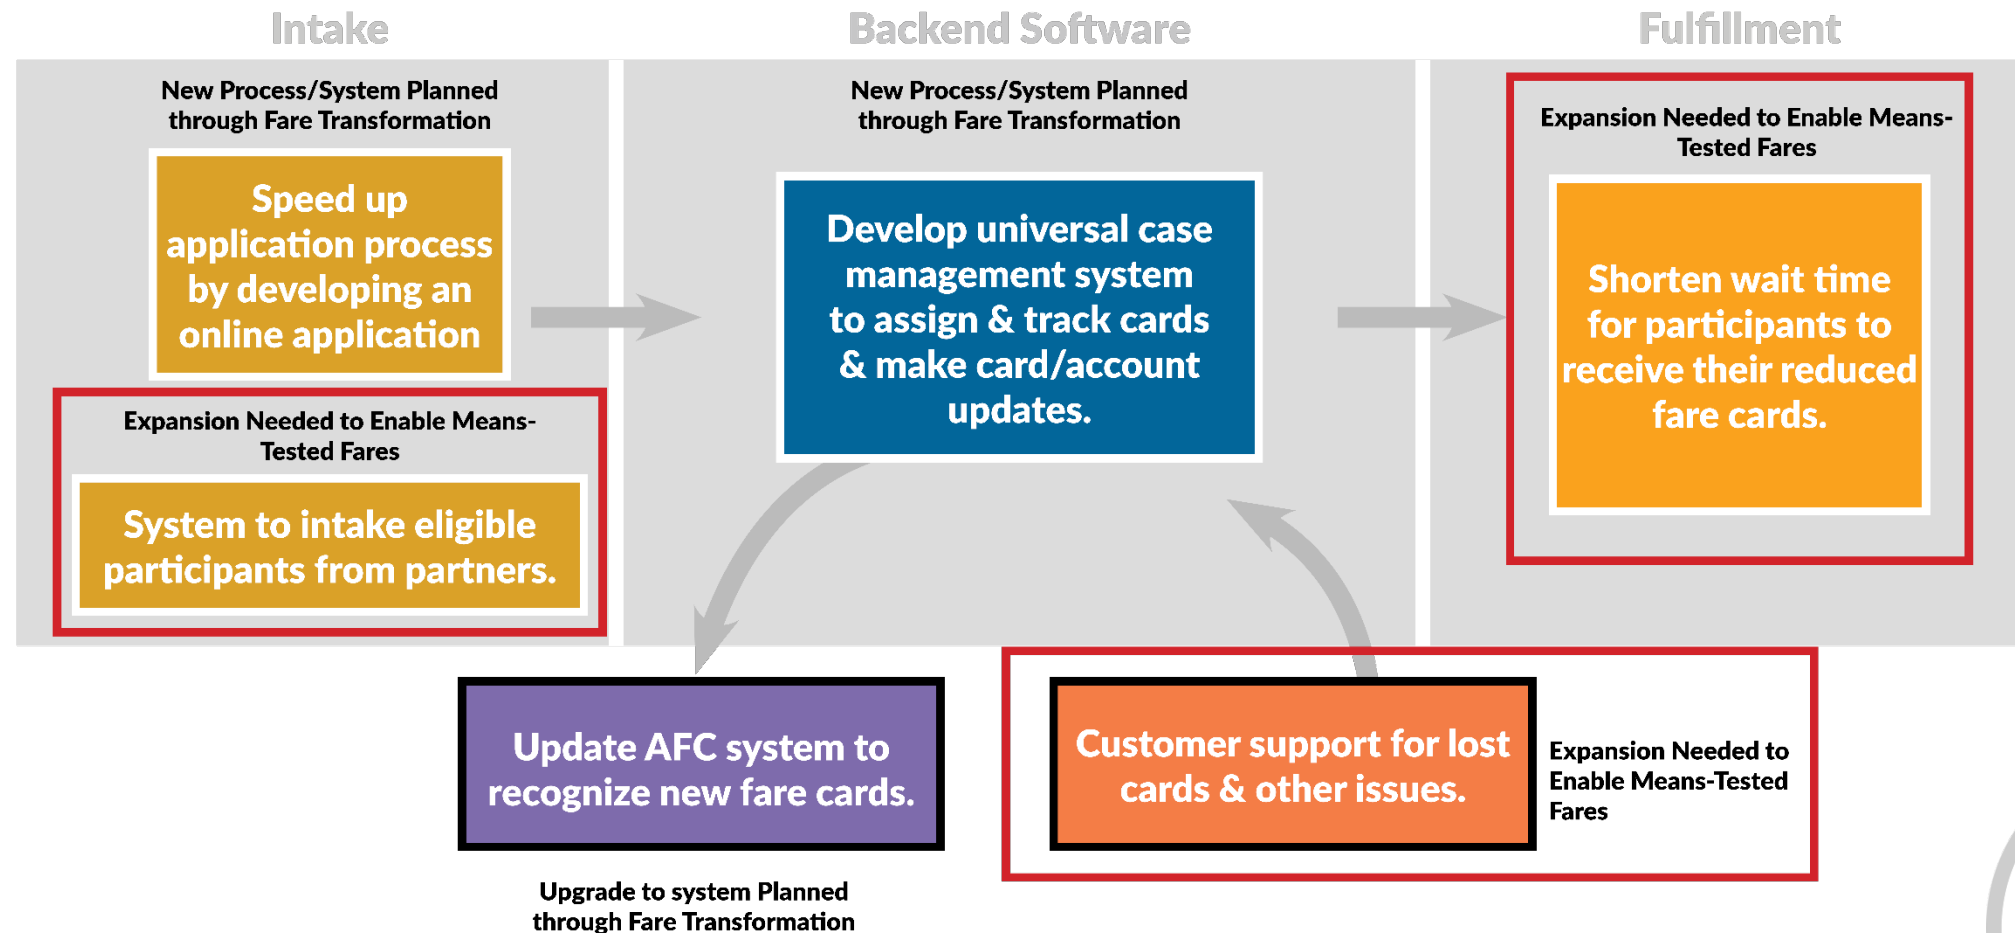 Intake
Backend Software
Fulfillment
New Process/System Planned
through Fare Transformation
Speed up
application process
by developing an
online application
Expansion Needed to Enable Means-
Tested Fares
System to intake eligible
participants from partners.
New Process/System Planned
through Fare Transformation
Develop universal case
management system
to assign & track cards
& make card/account
updates.
Expansion Needed to Enable Means-
Tested Fares
Shorten wait time
for participants to
receive their reduced
fare cards.
Update AFC system to
recognize new fare cards.
Upgrade to system Planned
through Fare Transformation
Customer support for lost
cards & other issues.
Expansion Needed to
Enable Means-Tested
Fares